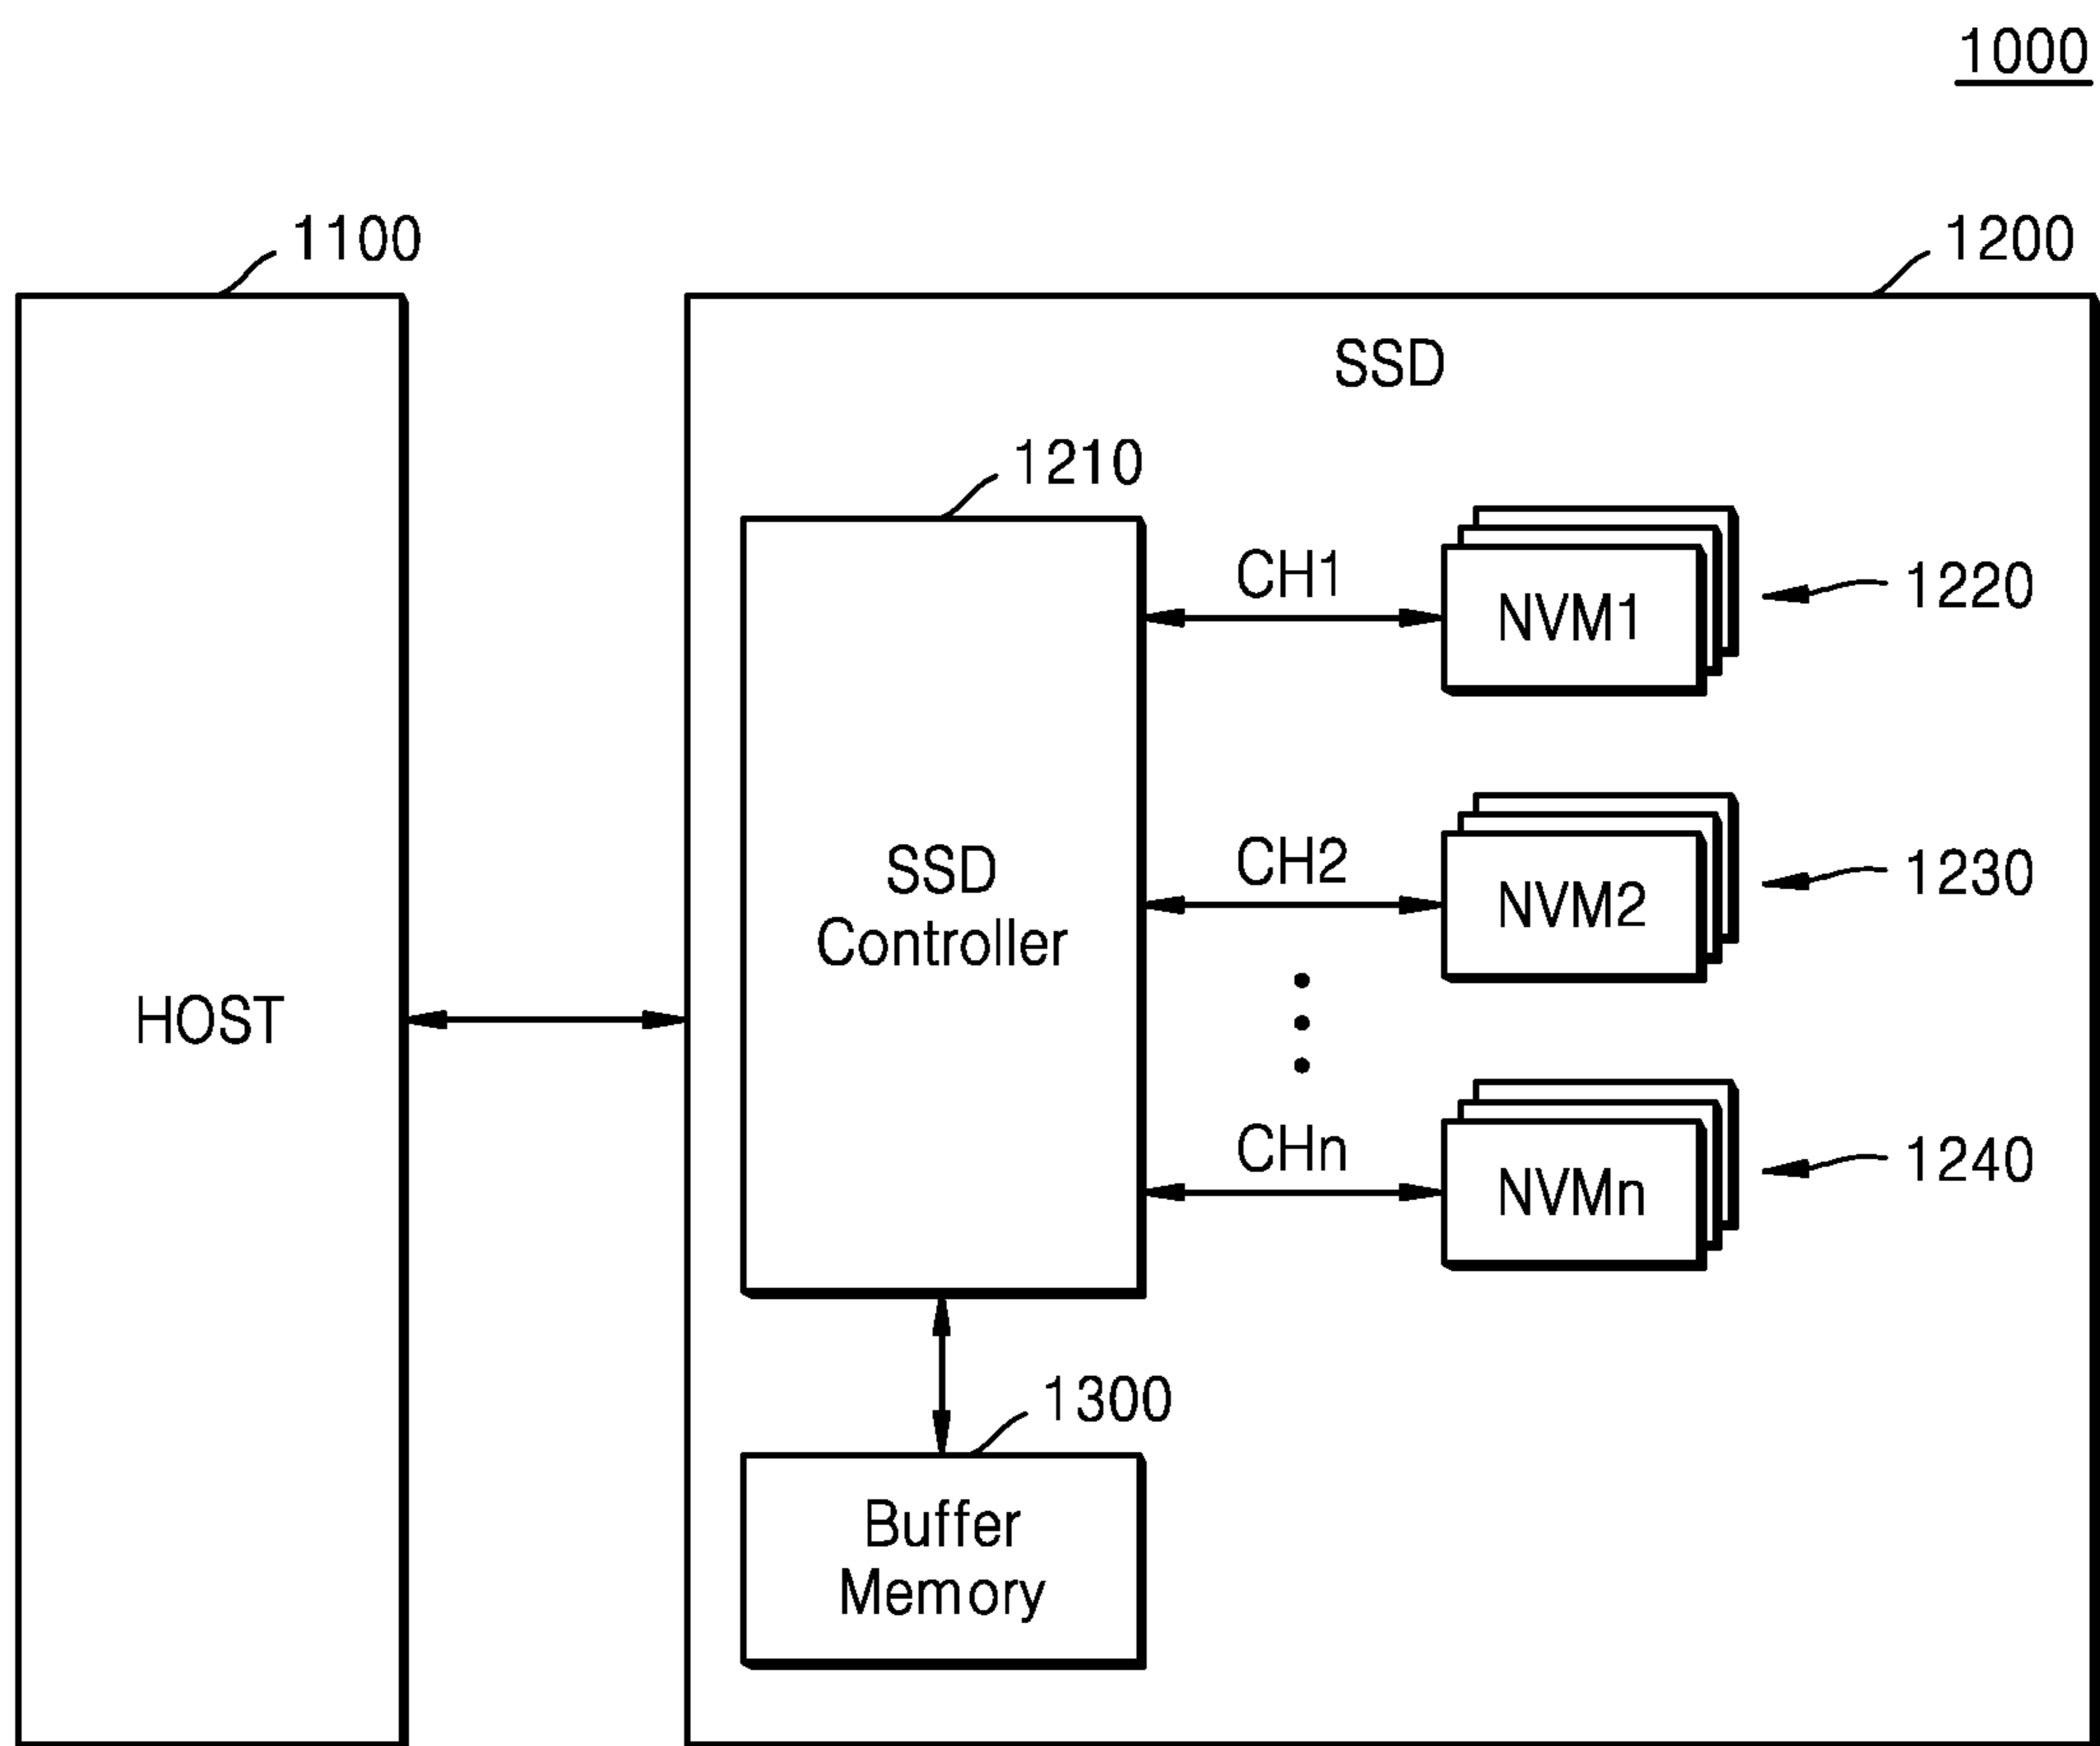 1000
1100
1200
SSD
1210
CH1
NVM1
1220
SSD
Controller
CH2
NVM2
1230
HOST
CHn
NVMn
1240
1300
Buffer
Memory